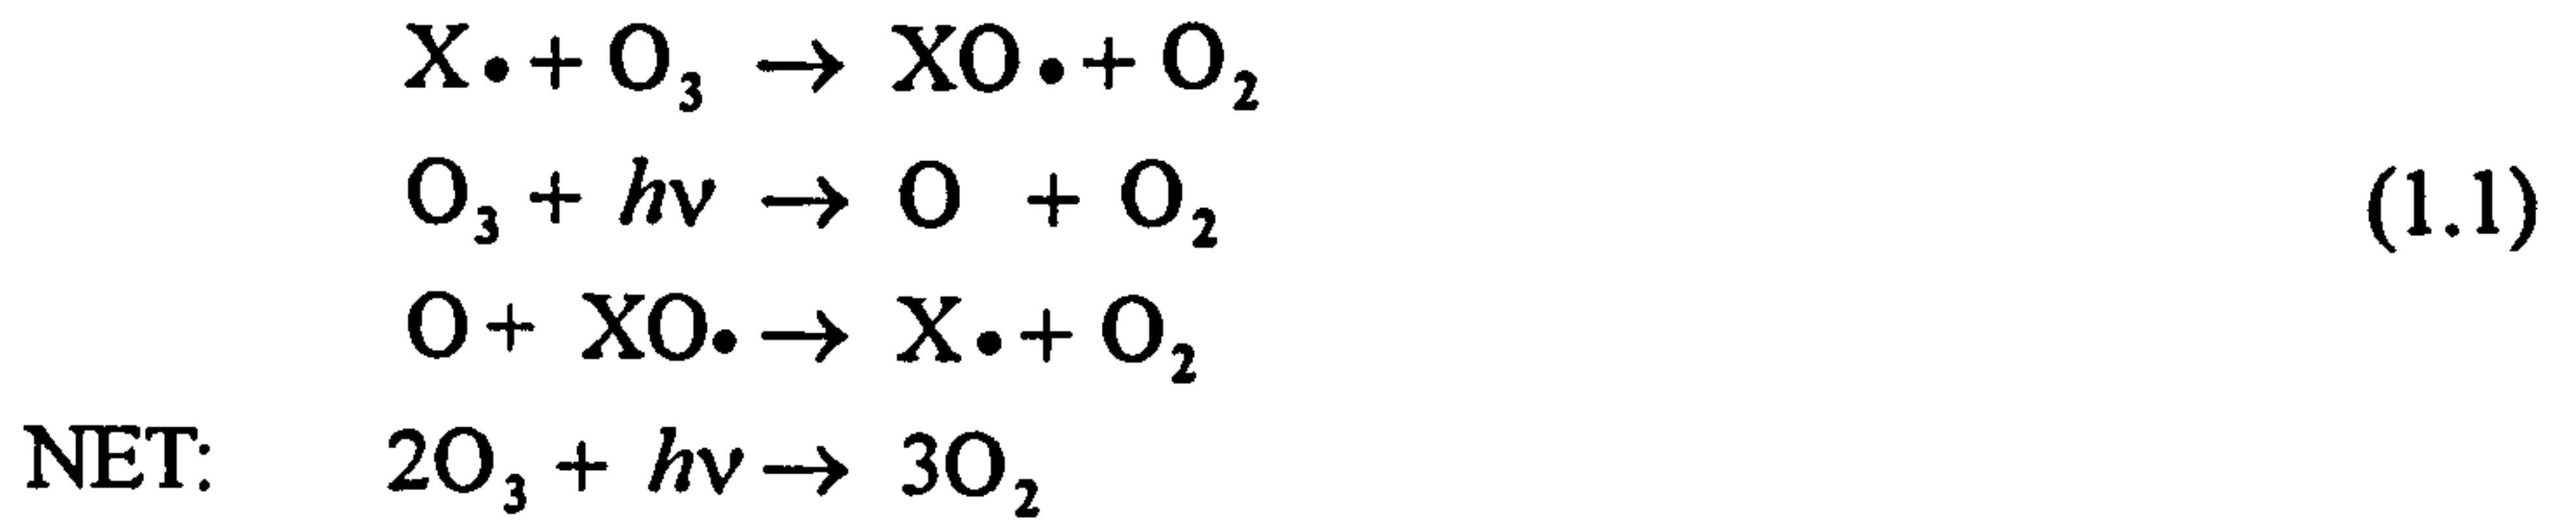 X• + O₃ → XO• + O₂
O₃ + hν → O + O₂ (1.1)
O + XO• → X• + O₂
NET: 2O₃ + hν → 3O₂